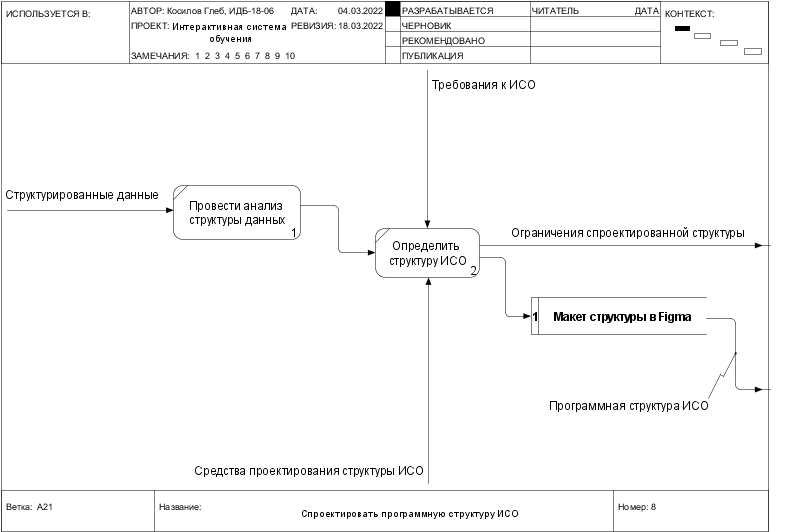 ИСПОЛЬЗУЕТСЯ В:
АВТОР: Косилов Глеб, ИДБ-18-06
ДАТА: 04.03.2022
ПРОЕКТ: Интерактивная система
обучения
РЕВИЗИЯ: 18.03.2022
ЗАМЕЧАНИЯ: 1 2 3 4 5 6 7 8 9 10
РАЗРАБАТЫВАЕТСЯ
ЧЕРНОВИК
РЕКОМЕНДОВАНО
ПУБЛИКАЦИЯ
ЧИТАТЕЛЬ
ДАТА
КОНТЕКСТ:
Требования к ИСО
Структурированные данные
Провести анализ
структуры данных
1
Определить
структуру ИСО
2
Ограничения спроектированной структуры
1 Макет структуры в Figma
Программная структура ИСО
Средства проектирования структуры ИСО
Ветка: A21
Название:
Спроектировать программную структуру ИСО
Номер: 8